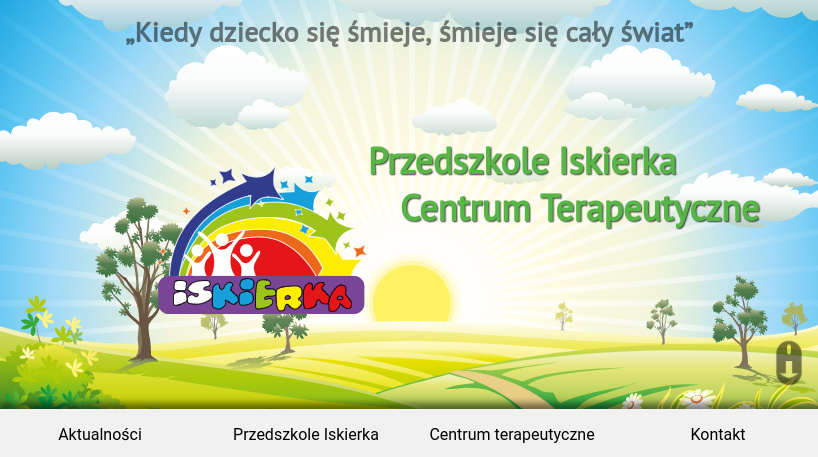 „Kiedy dziecko się śmieje, śmieje się cały świat”
Przedszkole Iskierka
Centrum Terapeutyczne
iSKiERKA
Aktualności
Przedszkole Iskierka
Centrum terapeutyczne
Kontakt